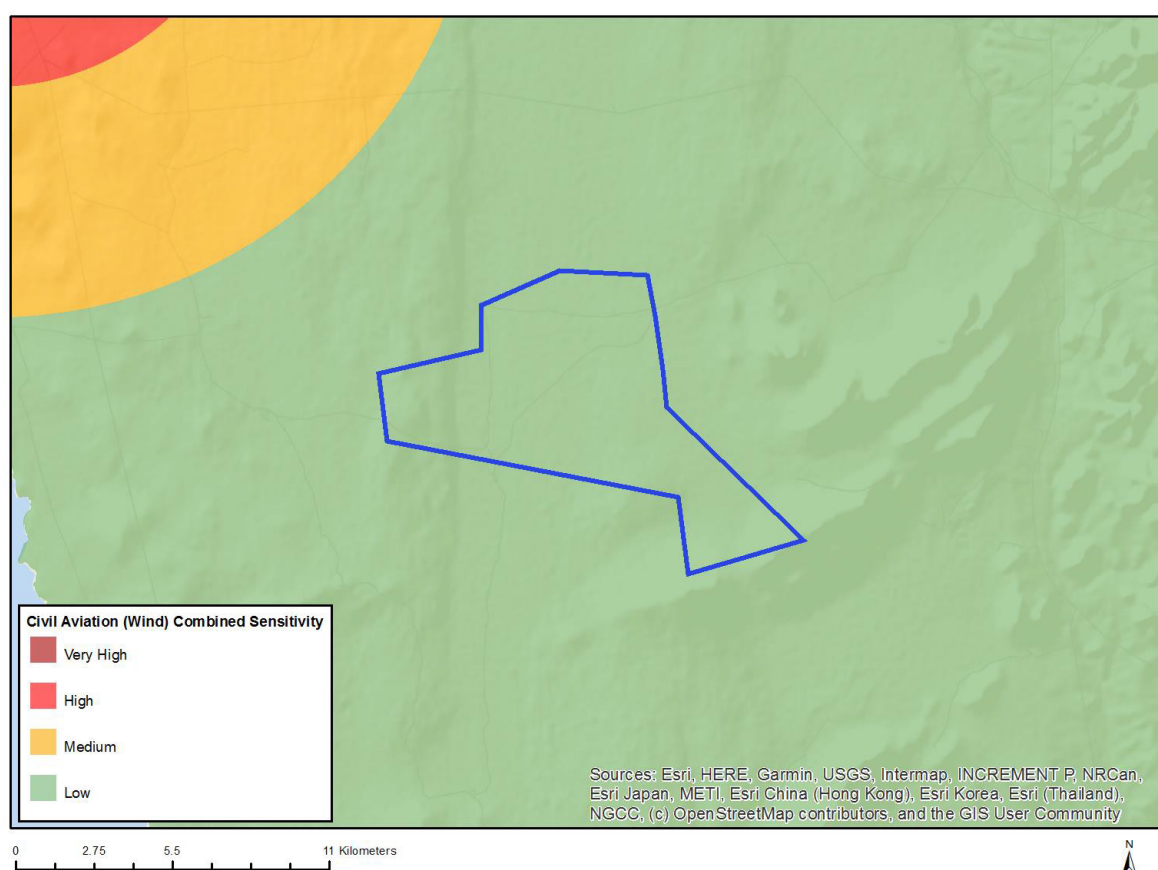 Civil Aviation (Wind) Combined Sensitivity
Very High
High
Medium
Low
Sources: Esri, HERE, Garmin, USGS, Intermap, INCREMENT P, NRCan,
Esri Japan, METI, Esri China (Hong Kong), Esri Korea, Esri (Thailand),
NGCC, (c) OpenStreetMap contributors, and the GIS User Community
0 2.75 5.5 11 Kilometers
N